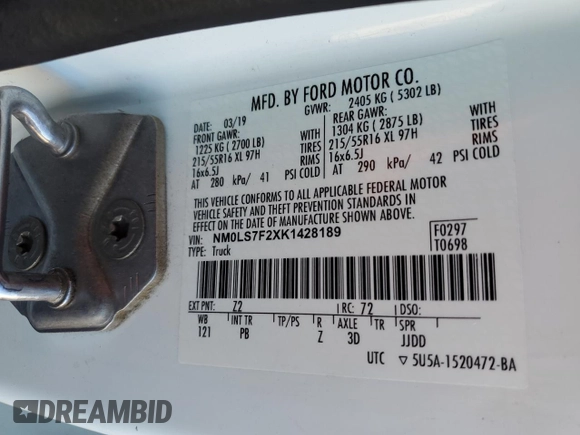 MFD. BY FORD MOTOR CO.
DATE: 03/19 GVWR: 2405 KG ( 5302 LB)
FRONT GAWR: REAR GAWR:
1225 KG ( 2700 LB) 1304 KG ( 2875 LB)
215/55R16 XL 97H TIRES 215/55R16 XL 97H TIRES
16x6.5J RIMS 16x6.5J RIMS
AT 280 kPa/ 41 PSI COLD AT 290 kPa/ 42 PSI COLD
THIS VEHICLE CONFORMS TO ALL APPLICABLE FEDERAL MOTOR
VEHICLE SAFETY AND THEFT PREVENTION STANDARDS IN
EFFECT ON THE DATE OF MANUFACTURE SHOWN ABOVE.
VIN: NM0LS7F2XK1428189 F0297
TYPE: Truck T0698
EXT PNT: Z2 RC: 72 DSO:
WB INT TR TP/PS R AXLE TR SPR
121 PB Z 3D JJDD
UTC ▽ 5U5A-1520472-BA
DREAMBID